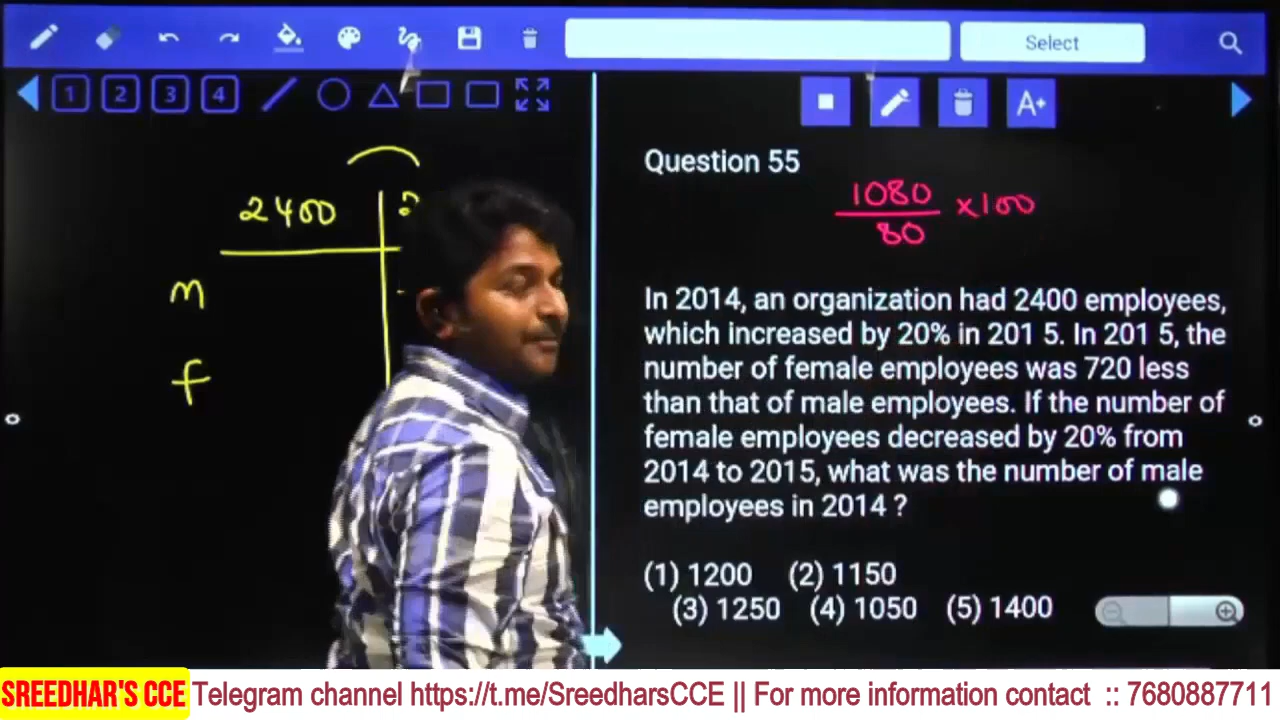 Select
1 2 3 4
A+
Question 55
1080
80
×100
2400
m
f
In 2014, an organization had 2400 employees,
which increased by 20% in 201 5. In 201 5, the
number of female employees was 720 less
than that of male employees. If the number of
female employees decreased by 20% from
2014 to 2015, what was the number of male
employees in 2014 ?
(1) 1200 (2) 1150
(3) 1250 (4) 1050 (5) 1400
SREEDHAR'S CCE Telegram channel https://t.me/SreedharsCCE || For more information contact :: 7680887711